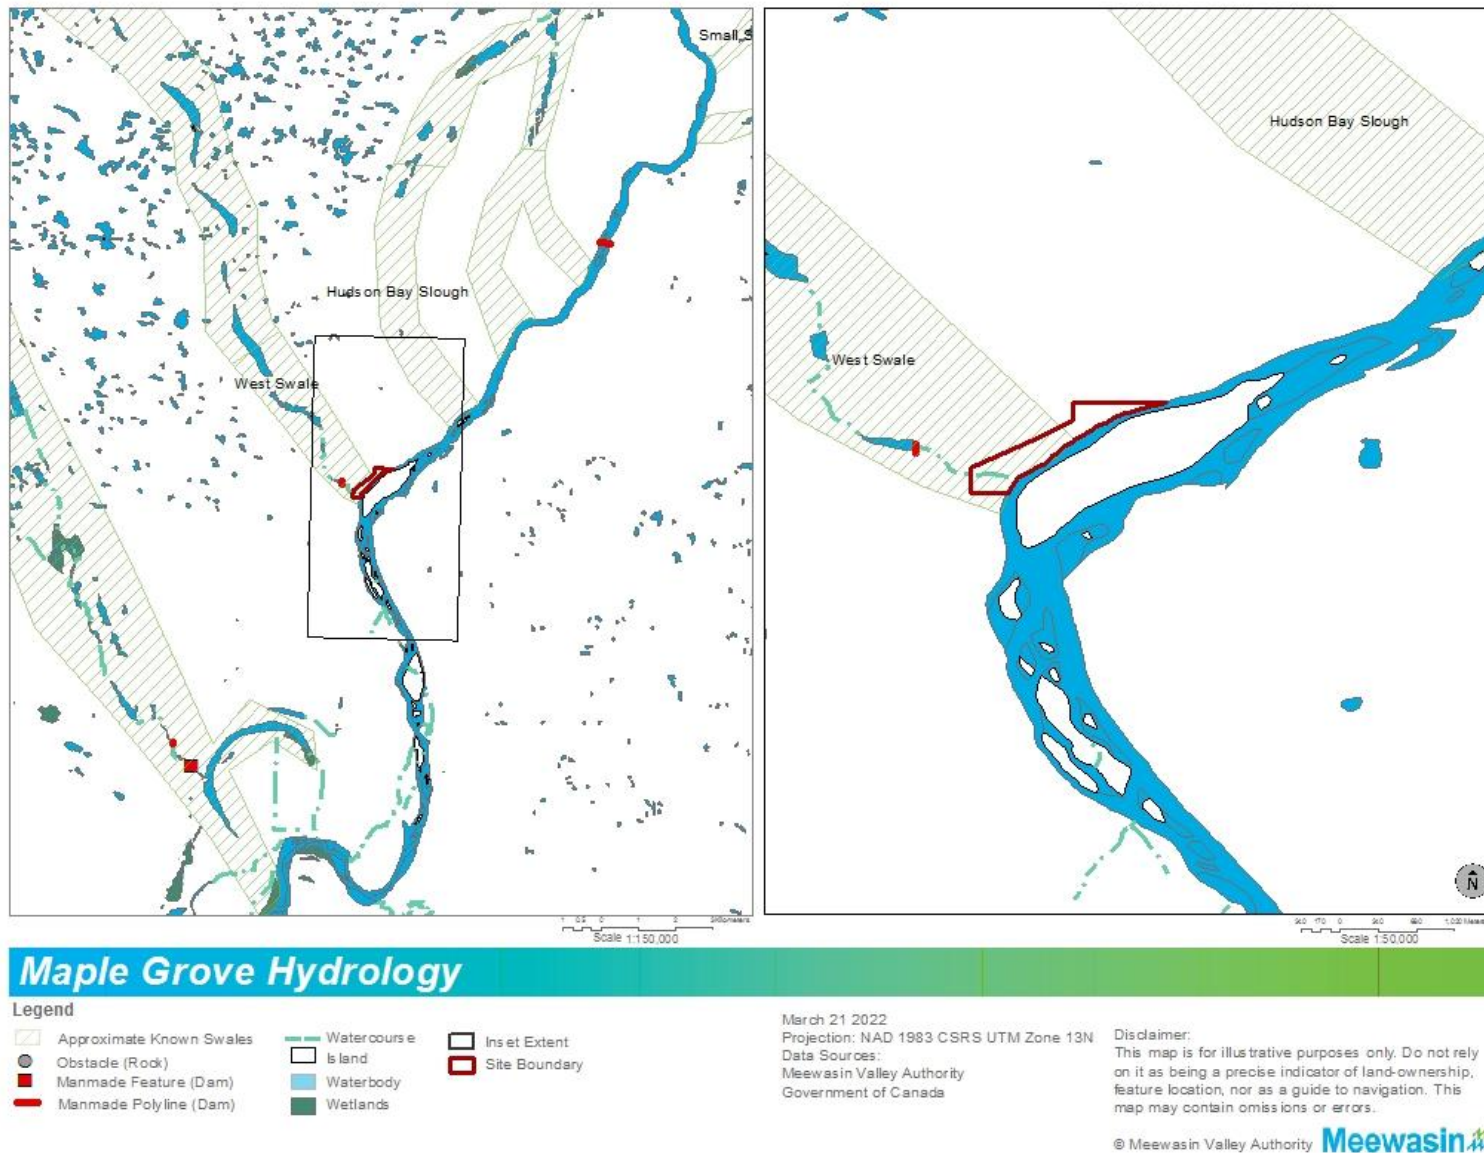 Small S
Hudson Bay Slough
West Swale
Hudson Bay Slough
West Swale
N
Scale 1:150,000
Scale 1:50,000
Maple Grove Hydrology
Legend
Approximate Known Swales
Obstacle (Rock)
Manmade Feature (Dam)
Manmade Polyline (Dam)
Watercourse
Island
Waterbody
Wetlands
Inset Extent
Site Boundary
March 21 2022
Projection: NAD 1983 CSRS UTM Zone 13N
Data Sources:
Meewasin Valley Authority
Government of Canada
Disclaimer:
This map is for illustrative purposes only. Do not rely
on it as being a precise indicator of land-ownership,
feature location, nor as a guide to navigation. This
map may contain omissions or errors.
© Meewasin Valley Authority Meewasin